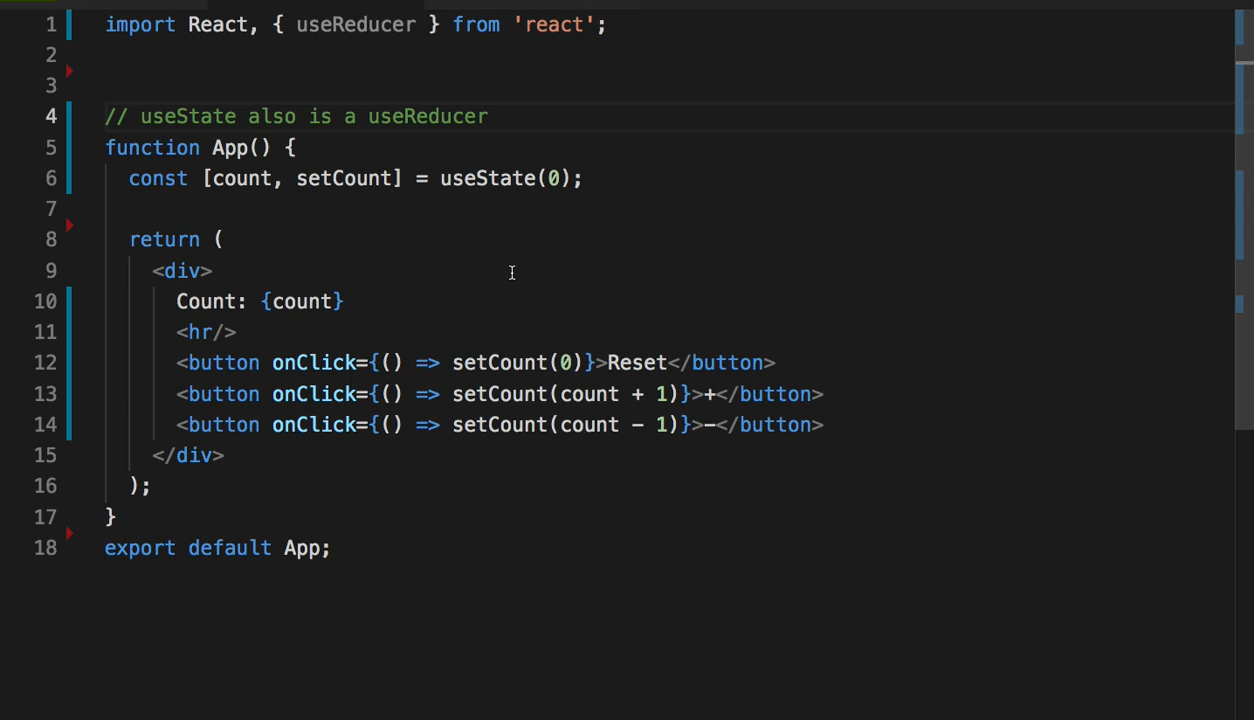 1 import React, { useReducer } from 'react';
2
3
4 // useState also is a useReducer
5 function App() {
6 const [count, setCount] = useState(0);
7
8 return (
9 <div>
10 Count: {count}
11 <hr/>
12 <button onClick={() => setCount(0)}>Reset</button>
13 <button onClick={() => setCount(count + 1)}>+</button>
14 <button onClick={() => setCount(count - 1)}>-</button>
15 </div>
16 );
17 }
18 export default App;